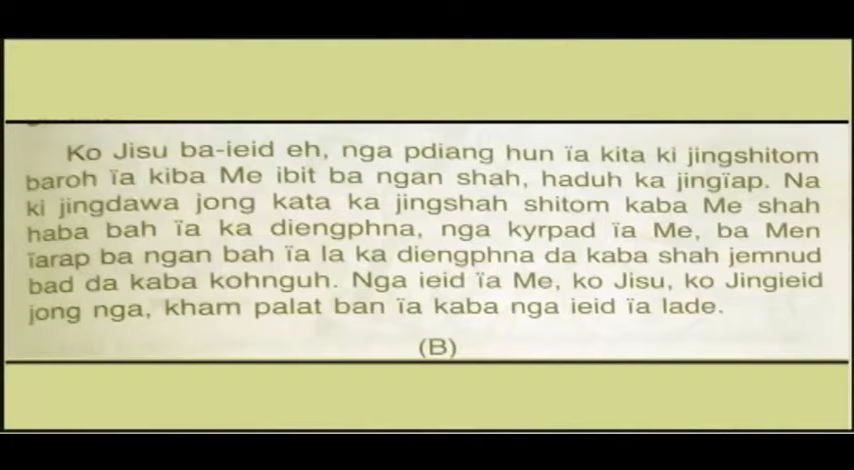 Ko Jisu ba-ieid eh, nga pdiang hun ïa kita ki jingshitom
baroh ïa kiba Me ibit ba ngan shah, haduh ka jingïap. Na
ki jingdawa jong kata ka jingshah shitom kaba Me shah
haba bah ïa ka diengphna, nga kyrpad ïa Me, ba Men
ïarap ba ngan bah ïa la ka diengphna da kaba shah jemnud
bad da kaba kohnguh. Nga ieid ïa Me, ko Jisu, ko Jingieid
jong nga, kham palat ban ïa kaba nga ieid ïa lade.
(B)